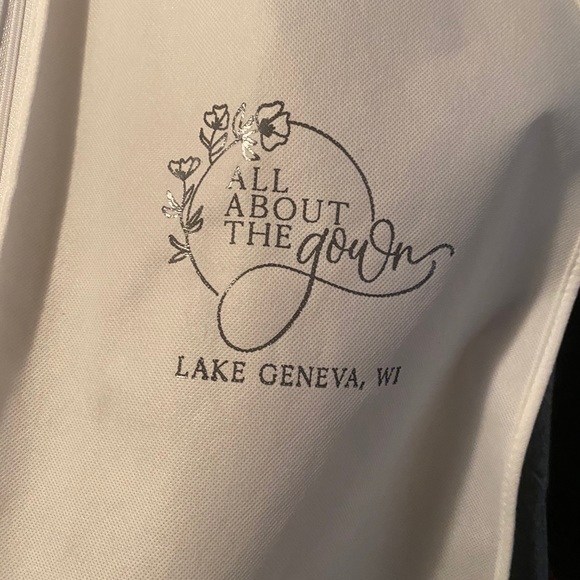 ALL
ABOUT
THE gown
LAKE GENEVA, WI